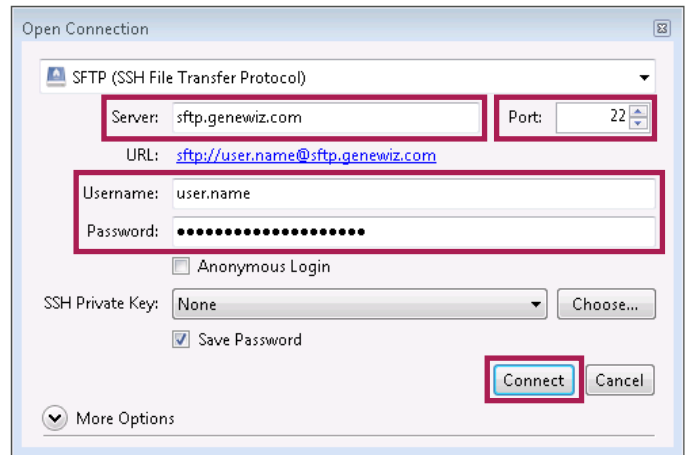 Open Connection
SFTP (SSH File Transfer Protocol)
Server: sftp.genewiz.com Port: 22
URL: sftp://user.name@sftp.genewiz.com
Username: user.name
Password: ••••••••••••••••••••
Anonymous Login
SSH Private Key: None Choose...
Save Password
Connect Cancel
More Options